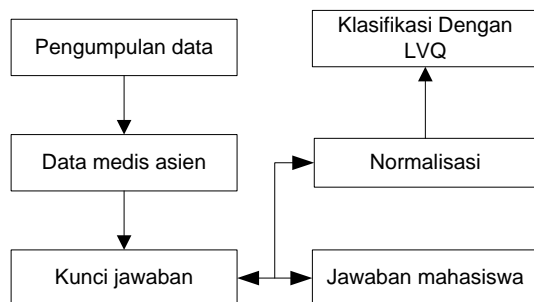 Pengumpulan data
Klasifikasi Dengan
LVQ
Data medis asien
Normalisasi
Kunci jawaban
Jawaban mahasiswa